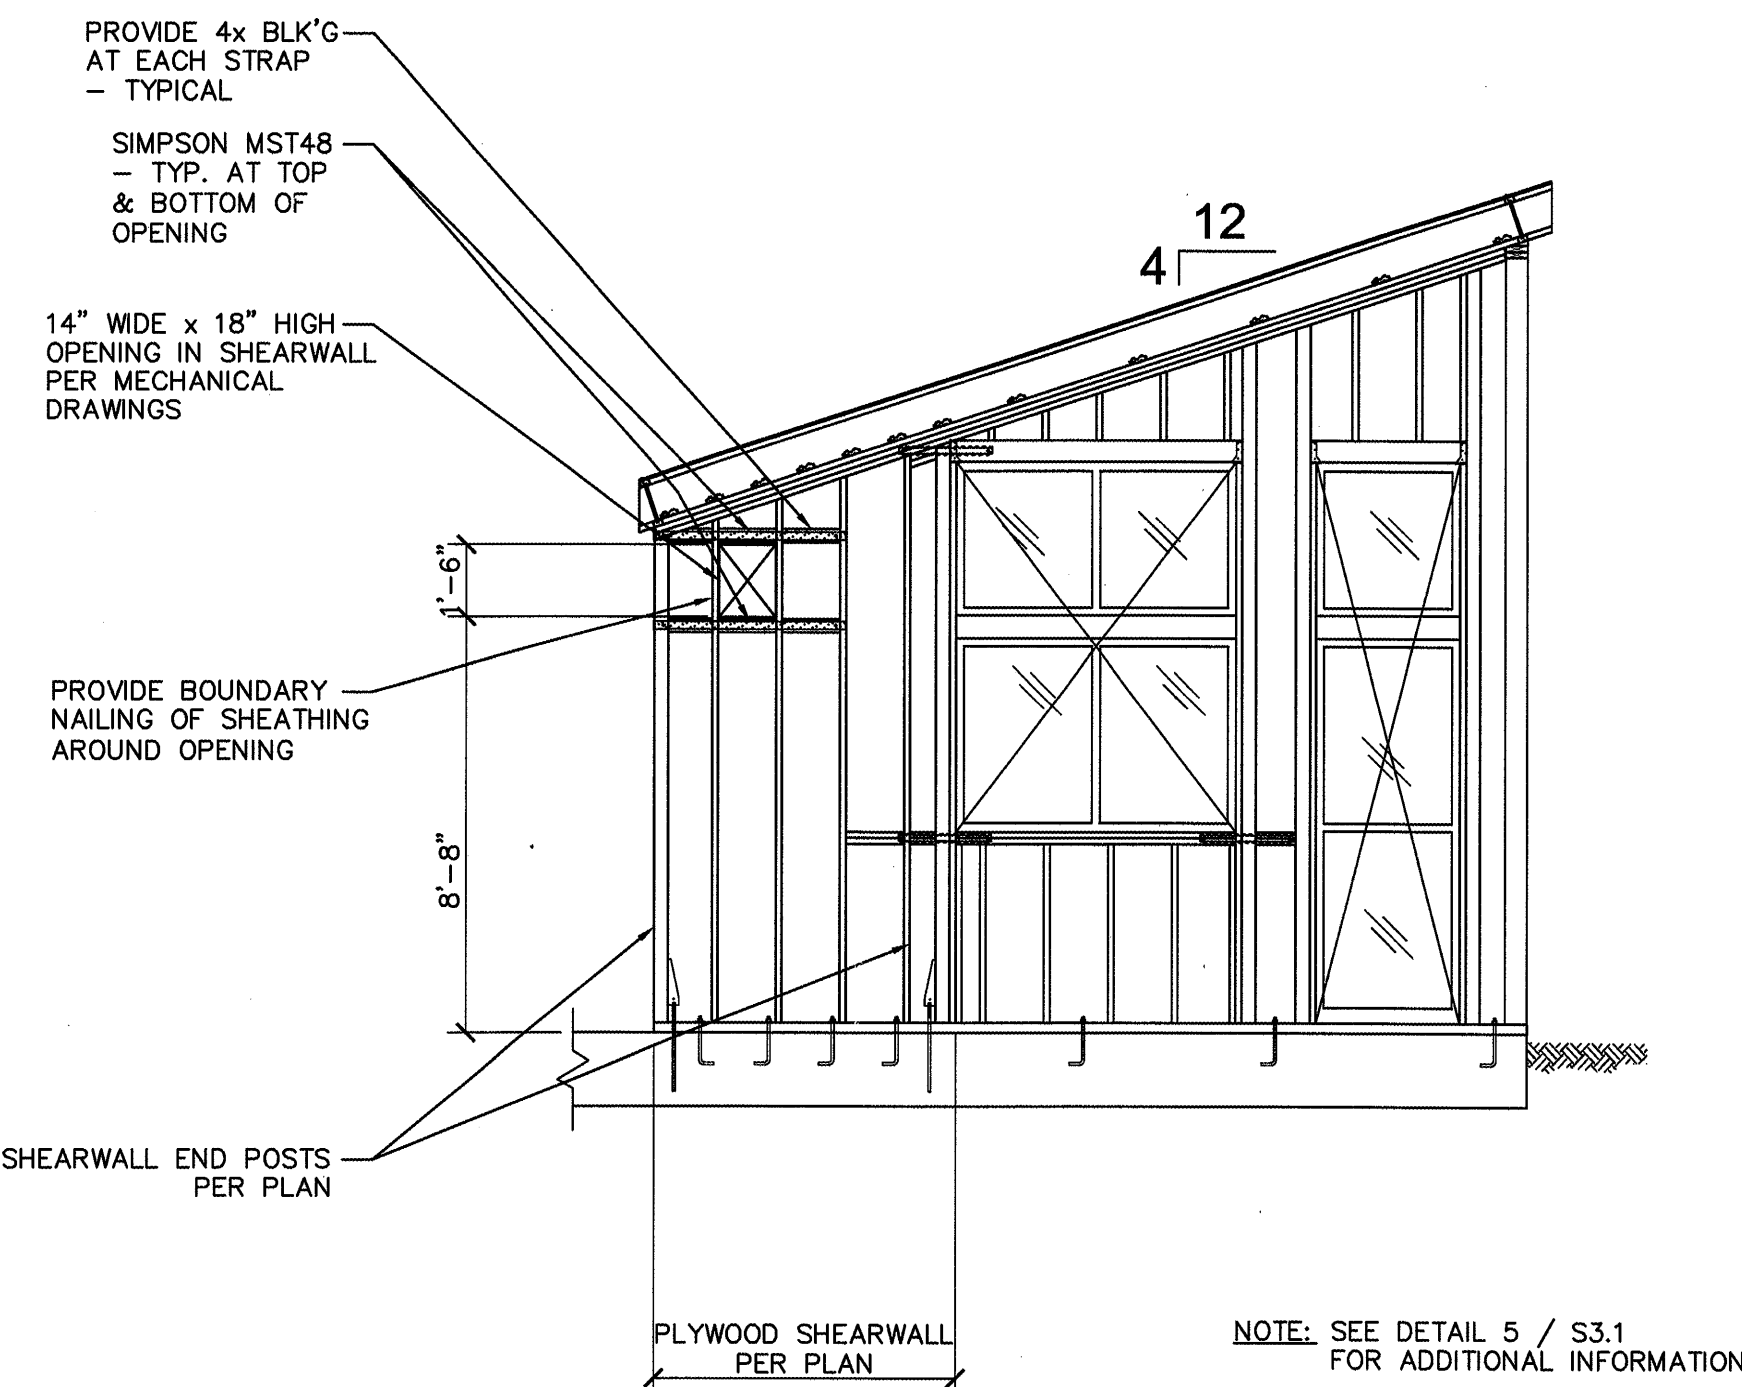 PROVIDE 4x BLK'G
AT EACH STRAP
– TYPICAL
SIMPSON MST48
– TYP. AT TOP
& BOTTOM OF
OPENING
14" WIDE x 18" HIGH
OPENING IN SHEARWALL
PER MECHANICAL
DRAWINGS
12
4
1'–6"
PROVIDE BOUNDARY
NAILING OF SHEATHING
AROUND OPENING
8'–8"
SHEARWALL END POSTS
PER PLAN
PLYWOOD SHEARWALL
PER PLAN
NOTE: SEE DETAIL 5 / S3.1
FOR ADDITIONAL INFORMATION